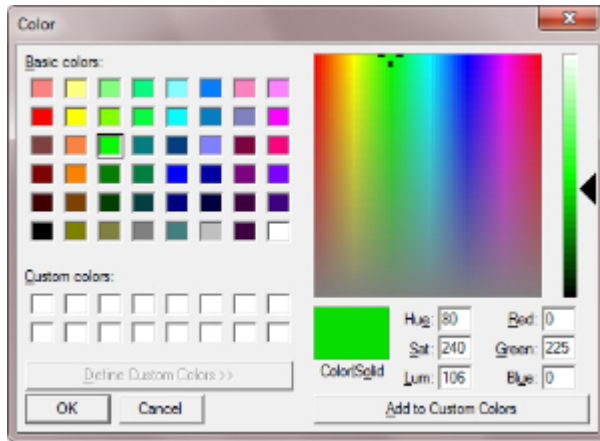 Color
Basic colors:
Custom colors:
Define Custom Colors >>
OK Cancel
Color|Solid
Hue: 80
Sat: 240
Lum: 106
Red: 0
Green: 225
Blue: 0
Add to Custom Colors